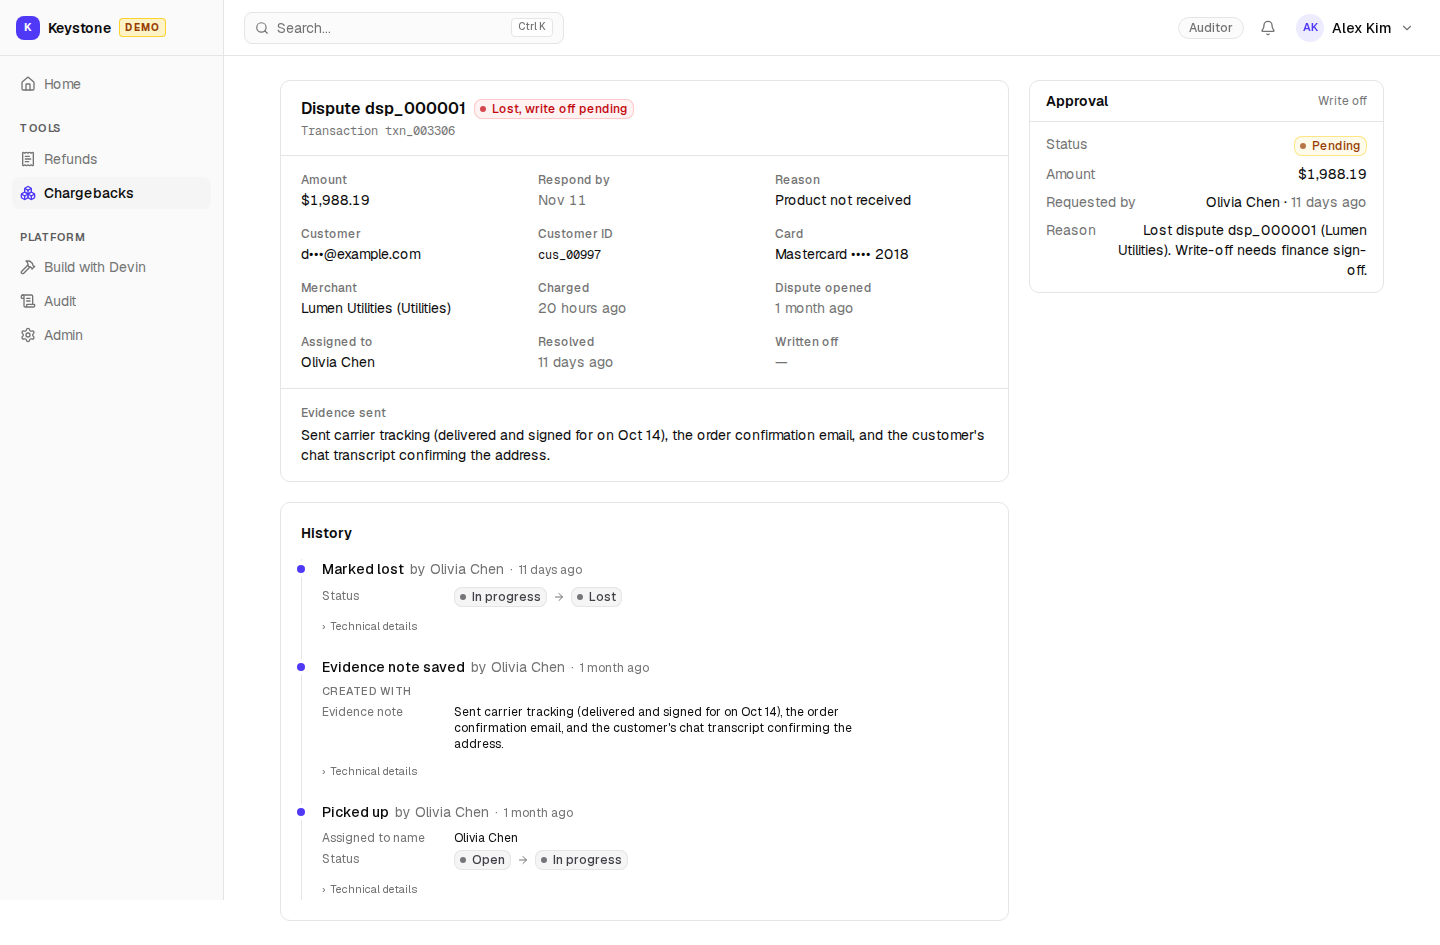 K Keystone DEMO
Search...
Ctrl K
Auditor
AK Alex Kim
Home
TOOLS
Refunds
Chargebacks
PLATFORM
Build with Devin
Audit
Admin
Dispute dsp_000001 Lost, write off pending
Transaction txn_003306
Amount Respond by Reason
$1,988.19 Nov 11 Product not received
Customer Customer ID Card
d•••@example.com cus_00997 Mastercard •••• 2018
Merchant Charged Dispute opened
Lumen Utilities (Utilities) 20 hours ago 1 month ago
Assigned to Resolved Written off
Olivia Chen 11 days ago —
Evidence sent
Sent carrier tracking (delivered and signed for on Oct 14), the order confirmation email, and the customer's
chat transcript confirming the address.
History
Marked lost by Olivia Chen · 11 days ago
Status In progress → Lost
› Technical details
Evidence note saved by Olivia Chen · 1 month ago
CREATED WITH
Evidence note Sent carrier tracking (delivered and signed for on Oct 14), the order
confirmation email, and the customer's chat transcript confirming the
address.
› Technical details
Picked up by Olivia Chen · 1 month ago
Assigned to name Olivia Chen
Status Open → In progress
› Technical details
Approval Write off
Status Pending
Amount $1,988.19
Requested by Olivia Chen · 11 days ago
Reason Lost dispute dsp_000001 (Lumen
Utilities). Write-off needs finance sign-
off.